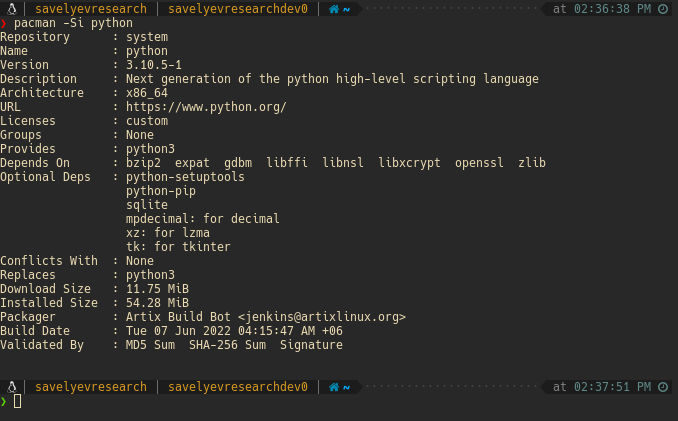 savelyevresearch | savelyevresearchdev0 | ~ at 02:36:38 PM
❯ pacman -Si python
Repository      : system
Name            : python
Version         : 3.10.5-1
Description     : Next generation of the python high-level scripting language
Architecture    : x86_64
URL             : https://www.python.org/
Licenses        : custom
Groups          : None
Provides        : python3
Depends On      : bzip2  expat  gdbm  libffi  libnsl  libxcrypt  openssl  zlib
Optional Deps   : python-setuptools
                  python-pip
                  sqlite
                  mpdecimal: for decimal
                  xz: for lzma
                  tk: for tkinter
Conflicts With  : None
Replaces        : python3
Download Size   : 11.75 MiB
Installed Size  : 54.28 MiB
Packager        : Artix Build Bot <jenkins@artixlinux.org>
Build Date      : Tue 07 Jun 2022 04:15:47 AM +06
Validated By    : MD5 Sum  SHA-256 Sum  Signature
savelyevresearch | savelyevresearchdev0 | ~ at 02:37:51 PM
❯